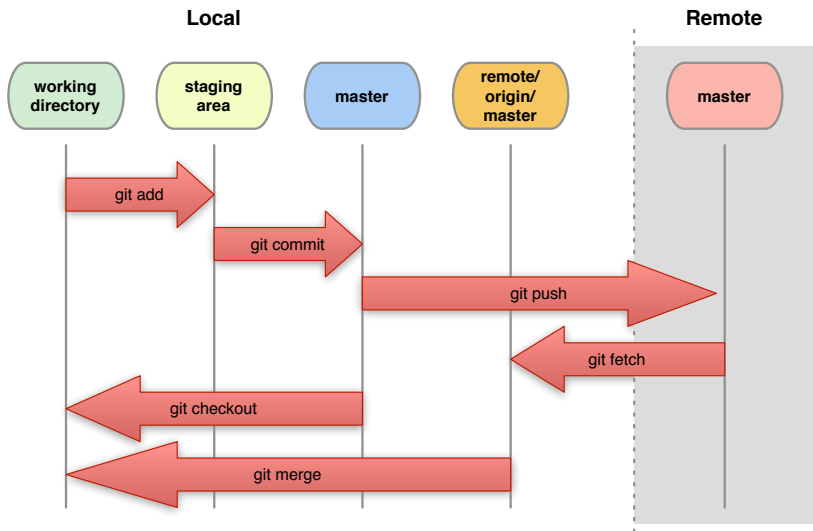 Local
Remote
working
directory
staging
area
master
remote/
origin/
master
master
git add
git commit
git push
git fetch
git checkout
git merge